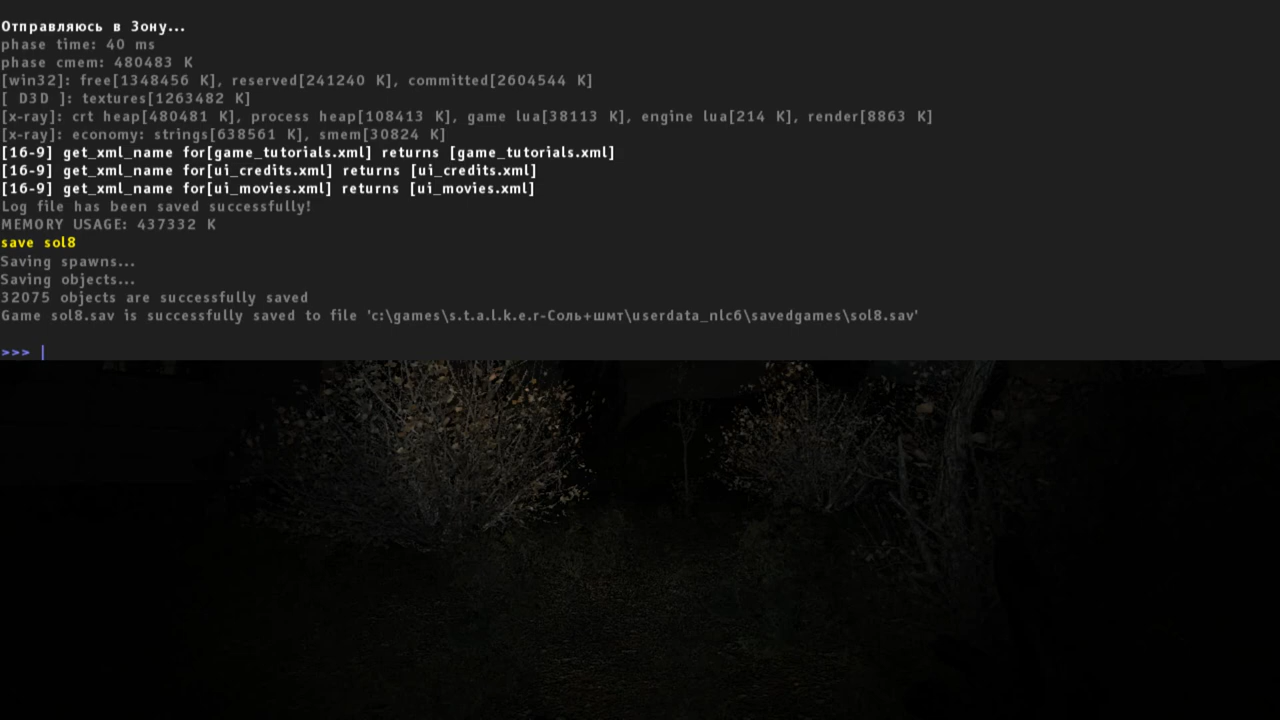 Отправляюсь в Зону...
phase time: 40 ms
phase cmem: 480483 K
[win32]: free[1348456 K], reserved[241240 K], committed[2604544 K]
[ D3D ]: textures[1263482 K]
[x-ray]: crt heap[480481 K], process heap[108413 K], game lua[38113 K], engine lua[214 K], render[8863 K]
[x-ray]: economy: strings[638561 K], smem[30824 K]
[16-9] get_xml_name for[game_tutorials.xml] returns [game_tutorials.xml]
[16-9] get_xml_name for[ui_credits.xml] returns [ui_credits.xml]
[16-9] get_xml_name for[ui_movies.xml] returns [ui_movies.xml]
Log file has been saved successfully!
MEMORY USAGE: 437332 K
save sol8
Saving spawns...
Saving objects...
32075 objects are successfully saved
Game sol8.sav is successfully saved to file 'c:\games\s.t.a.l.k.e.r-Соль+шмт\userdata_nlc6\savedgames\sol8.sav'
>>> |